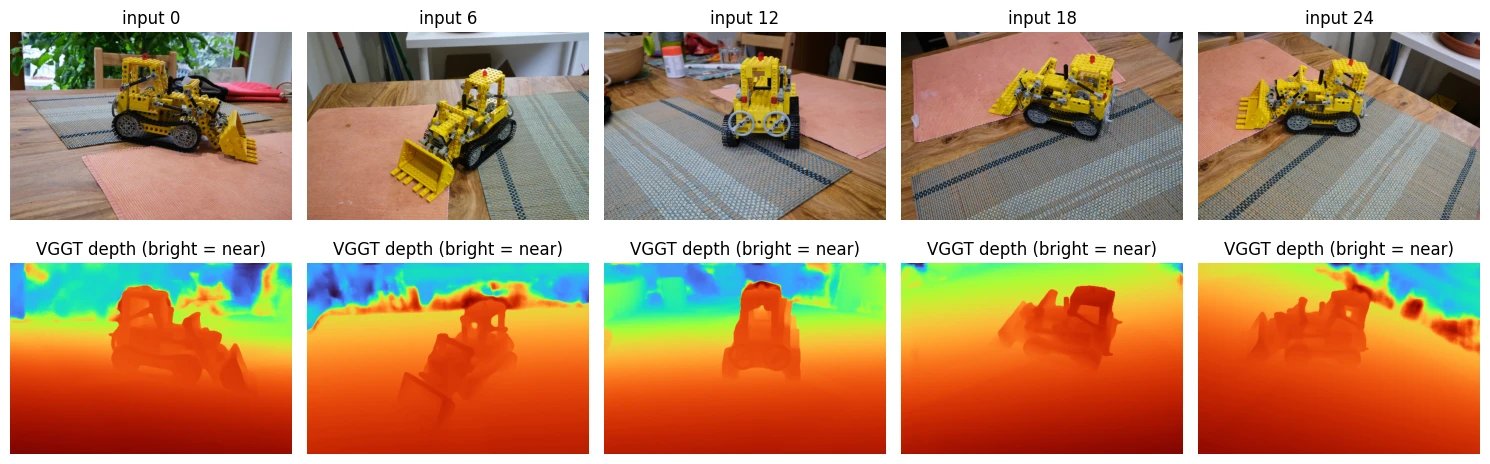 input 0
input 6
input 12
input 18
input 24
VGGT depth (bright = near)
VGGT depth (bright = near)
VGGT depth (bright = near)
VGGT depth (bright = near)
VGGT depth (bright = near)